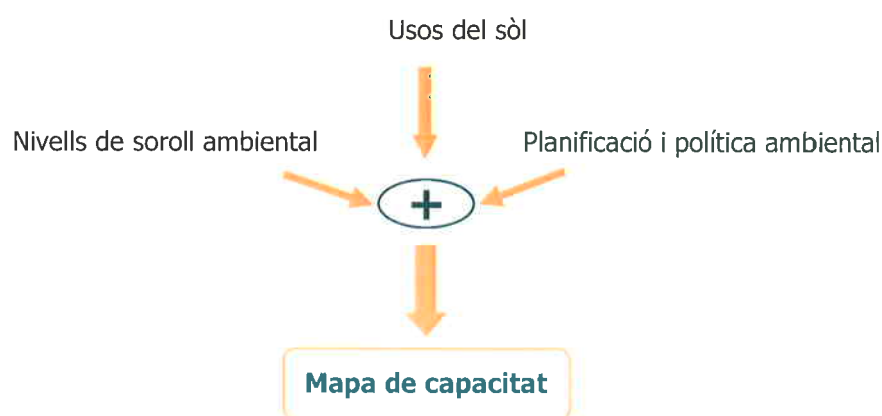 Usos del sòl
Nivells de soroll ambiental
Planificació i política ambiental
+
Mapa de capacitat